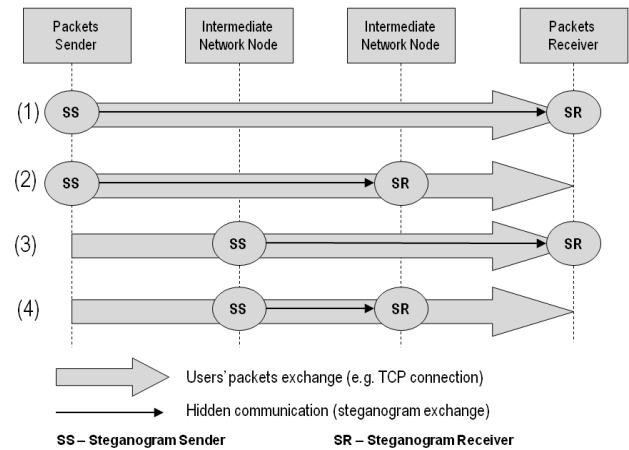 Packets
Sender
Intermediate
Network Node
Intermediate
Network Node
Packets
Receiver
(1)
SS
SR
(2)
SS
SR
(3)
SS
SR
(4)
SS
SR
Users' packets exchange (e.g. TCP connection)
Hidden communication (steganogram exchange)
SS – Steganogram Sender
SR – Steganogram Receiver